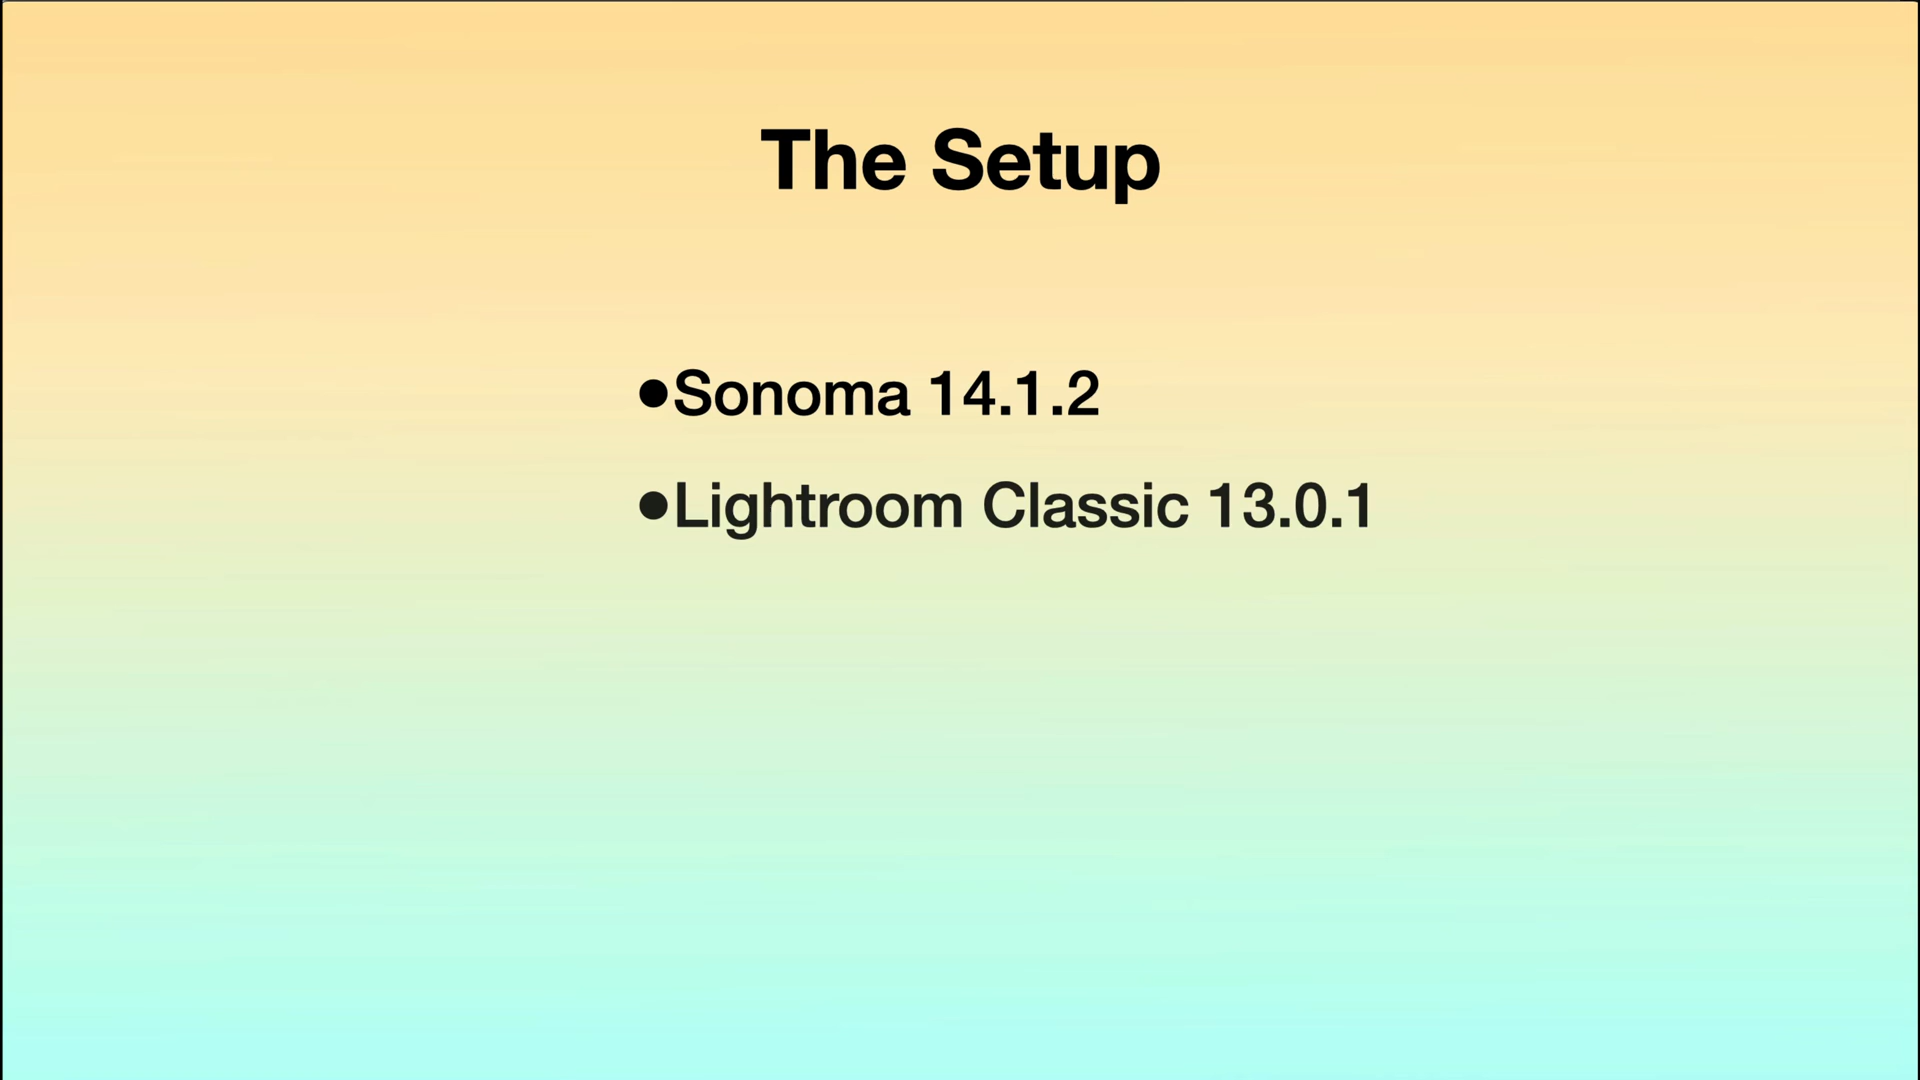 The Setup
•Sonoma 14.1.2
•Lightroom Classic 13.0.1